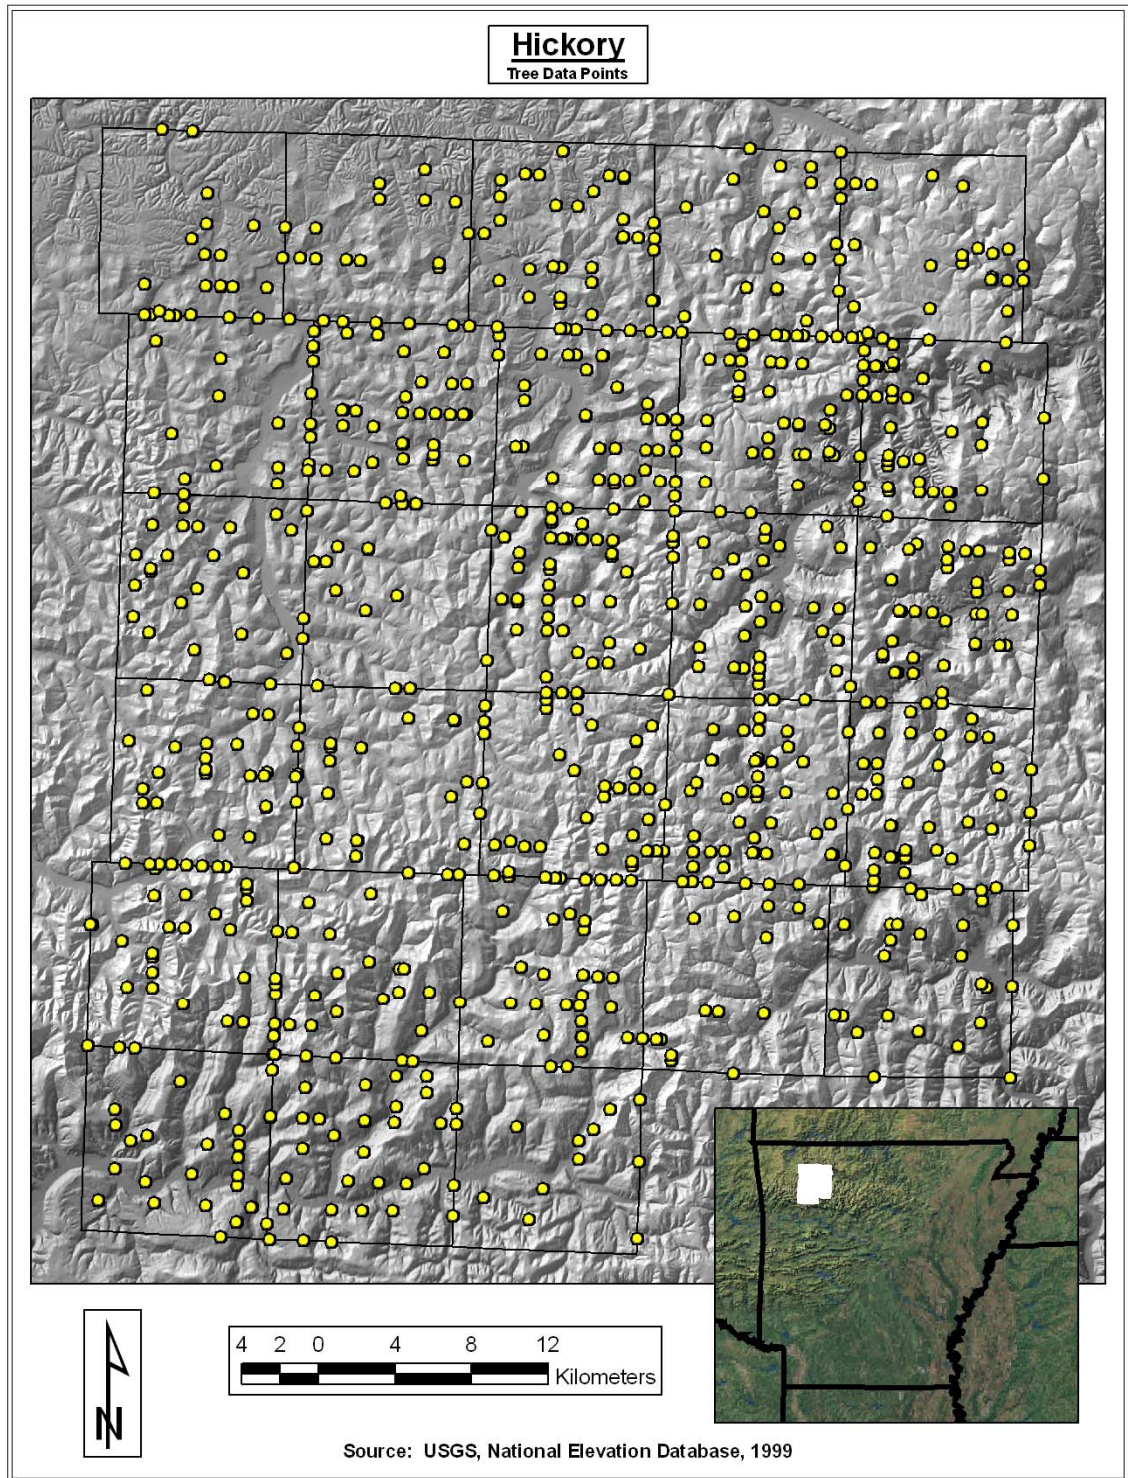 Hickory
Tree Data Points
N
4 2 0 4 8 12
Kilometers
Source: USGS, National Elevation Database, 1999